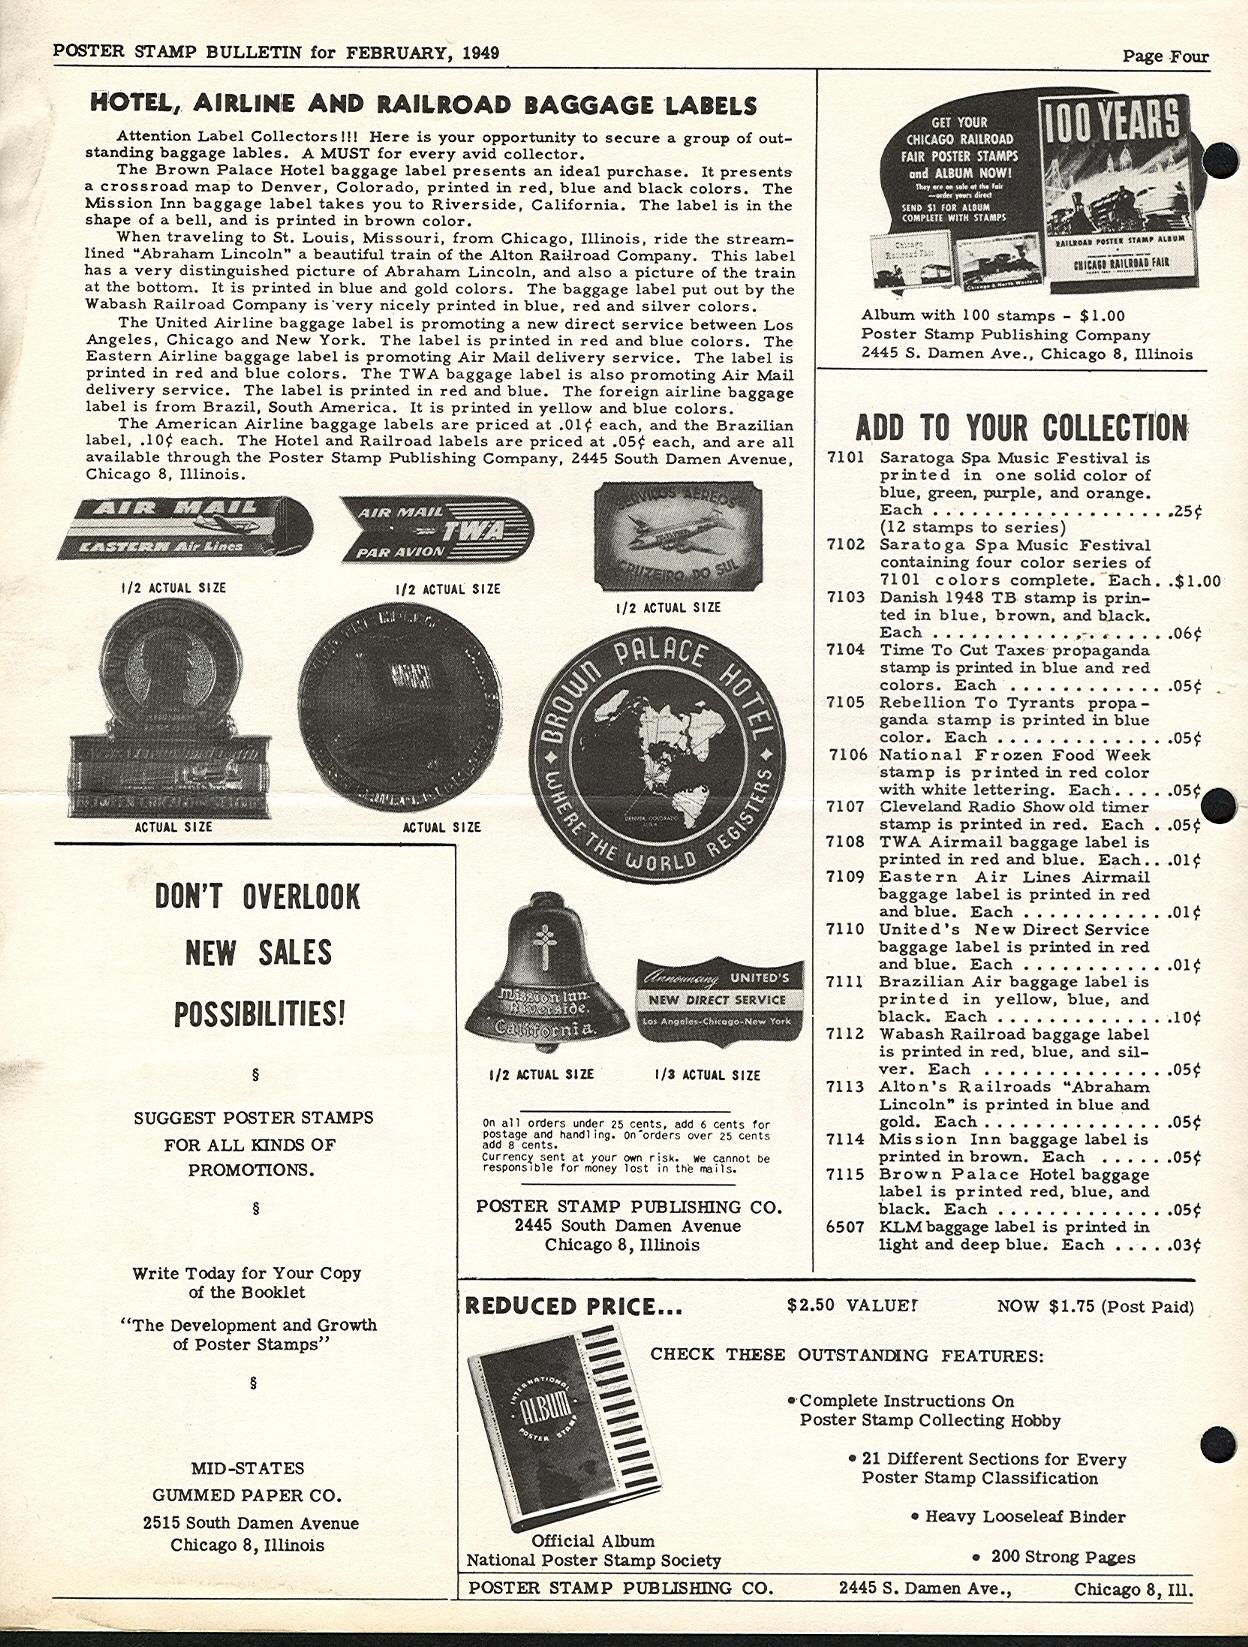 POSTER STAMP BULLETIN for FEBRUARY, 1949
Page Four
HOTEL, AIRLINE AND RAILROAD BAGGAGE LABELS
Attention Label Collectors!!! Here is your opportunity to secure a group of out-
standing baggage lables. A MUST for every avid collector.
The Brown Palace Hotel baggage label presents an ideal purchase. It presents
a crossroad map to Denver, Colorado, printed in red, blue and black colors. The
Mission Inn baggage label takes you to Riverside, California. The label is in the
shape of a bell, and is printed in brown color.
When traveling to St. Louis, Missouri, from Chicago, Illinois, ride the stream-
lined "Abraham Lincoln" a beautiful train of the Alton Railroad Company. This label
has a very distinguished picture of Abraham Lincoln, and also a picture of the train
at the bottom. It is printed in blue and gold colors. The baggage label put out by the
Wabash Railroad Company is very nicely printed in blue, red and silver colors.
The United Airline baggage label is promoting a new direct service between Los
Angeles, Chicago and New York. The label is printed in red and blue colors. The
Eastern Airline baggage label is promoting Air Mail delivery service. The label is
printed in red and blue colors. The TWA baggage label is also promoting Air Mail
delivery service. The label is printed in red and blue. The foreign airline baggage
label is from Brazil, South America. It is printed in yellow and blue colors.
The American Airline baggage labels are priced at .01¢ each, and the Brazilian
label, .10¢ each. The Hotel and Railroad labels are priced at .05¢ each, and are all
available through the Poster Stamp Publishing Company, 2445 South Damen Avenue,
Chicago 8, Illinois.
AIR MAIL
EASTERN Air Lines
1/2 ACTUAL SIZE
AIR MAIL
TWA
PAR AVION
1/2 ACTUAL SIZE
SERVIÇOS AÉREOS
CRUZEIRO DO SUL
1/2 ACTUAL SIZE
ACTUAL SIZE
ACTUAL SIZE
BROWN PALACE HOTEL
WHERE THE WORLD REGISTERS
DENVER, COLORADO
U.S.A.
Mission Inn.
Riverside,
California.
1/2 ACTUAL SIZE
Announcing UNITED'S
NEW DIRECT SERVICE
Los Angeles-Chicago-New York
1/3 ACTUAL SIZE
On all orders under 25 cents, add 6 cents for
postage and handling. On orders over 25 cents
add 8 cents.
Currency sent at your own risk. We cannot be
responsible for money lost in the mails.
POSTER STAMP PUBLISHING CO.
2445 South Damen Avenue
Chicago 8, Illinois
DON'T OVERLOOK
NEW SALES
POSSIBILITIES!
§
SUGGEST POSTER STAMPS
FOR ALL KINDS OF
PROMOTIONS.
§
Write Today for Your Copy
of the Booklet
"The Development and Growth
of Poster Stamps"
§
MID-STATES
GUMMED PAPER CO.
2515 South Damen Avenue
Chicago 8, Illinois
GET YOUR
CHICAGO RAILROAD
FAIR POSTER STAMPS
and ALBUM NOW!
They are on sale at the Fair
—order yours direct
SEND $1 FOR ALBUM
COMPLETE WITH STAMPS
Chicago
Railroad Fair
Chicago & North Western
100 YEARS
RAILROAD POSTER STAMP ALBUM
CHICAGO RAILROAD FAIR
Album with 100 stamps - $1.00
Poster Stamp Publishing Company
2445 S. Damen Ave., Chicago 8, Illinois
ADD TO YOUR COLLECTION
7101 Saratoga Spa Music Festival is
printed in one solid color of
blue, green, purple, and orange.
Each . . . . . . . . . . . . . . . . . . . .25¢
(12 stamps to series)
7102 Saratoga Spa Music Festival
containing four color series of
7101 colors complete. Each. .$1.00
7103 Danish 1948 TB stamp is prin-
ted in blue, brown, and black.
Each . . . . . . . . . . . . . . . . . . . .06¢
7104 Time To Cut Taxes propaganda
stamp is printed in blue and red
colors. Each . . . . . . . . . . . . .05¢
7105 Rebellion To Tyrants propa-
ganda stamp is printed in blue
color. Each . . . . . . . . . . . . . .05¢
7106 National Frozen Food Week
stamp is printed in red color
with white lettering. Each . . . . .05¢
7107 Cleveland Radio Show old timer
stamp is printed in red. Each . .05¢
7108 TWA Airmail baggage label is
printed in red and blue. Each. . .01¢
7109 Eastern Air Lines Airmail
baggage label is printed in red
and blue. Each . . . . . . . . . . . .01¢
7110 United's New Direct Service
baggage label is printed in red
and blue. Each . . . . . . . . . . . .01¢
7111 Brazilian Air baggage label is
printed in yellow, blue, and
black. Each . . . . . . . . . . . . . .10¢
7112 Wabash Railroad baggage label
is printed in red, blue, and sil-
ver. Each . . . . . . . . . . . . . . .05¢
7113 Alton's Railroads "Abraham
Lincoln" is printed in blue and
gold. Each . . . . . . . . . . . . . . .05¢
7114 Mission Inn baggage label is
printed in brown. Each . . . . . .05¢
7115 Brown Palace Hotel baggage
label is printed red, blue, and
black. Each . . . . . . . . . . . . . .05¢
6507 KLM baggage label is printed in
light and deep blue. Each . . . . .03¢
REDUCED PRICE...
$2.50 VALUE!
NOW $1.75 (Post Paid)
CHECK THESE OUTSTANDING FEATURES:
• Complete Instructions On
Poster Stamp Collecting Hobby
• 21 Different Sections for Every
Poster Stamp Classification
• Heavy Looseleaf Binder
• 200 Strong Pages
INTERNATIONAL
ALBUM
POSTER STAMP
Official Album
National Poster Stamp Society
POSTER STAMP PUBLISHING CO. 2445 S. Damen Ave., Chicago 8, Ill.